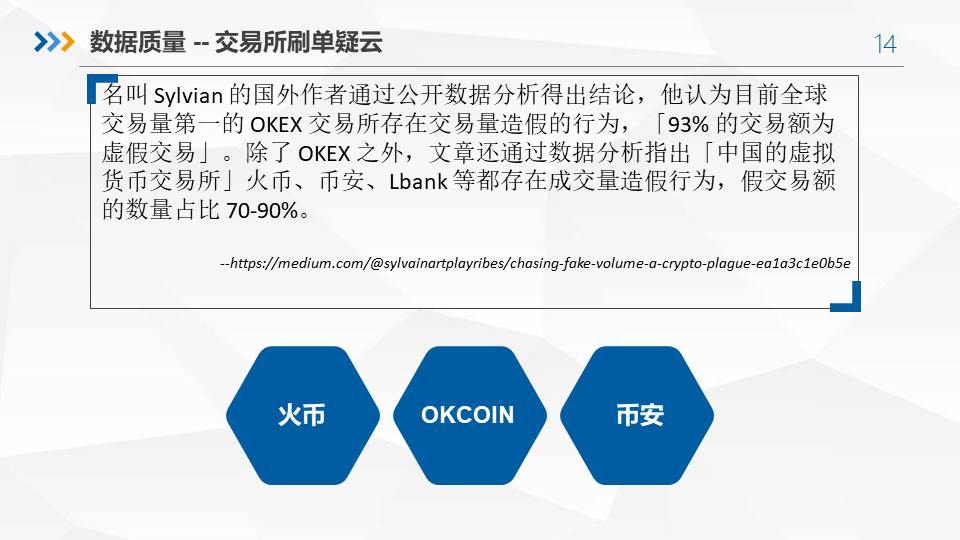 数据质量 -- 交易所刷单疑云
14
名叫 Sylvian 的国外作者通过公开数据分析得出结论，他认为目前全球
交易量第一的 OKEX 交易所存在交易量造假的行为，「93% 的交易额为
虚假交易」。除了 OKEX 之外，文章还通过数据分析指出「中国的虚拟
货币交易所」火币、币安、Lbank 等都存在成交量造假行为，假交易额
的数量占比 70-90%。
--https://medium.com/@sylvainartplayribes/chasing-fake-volume-a-crypto-plague-ea1a3c1e0b5e
火币
OKCOIN
币安